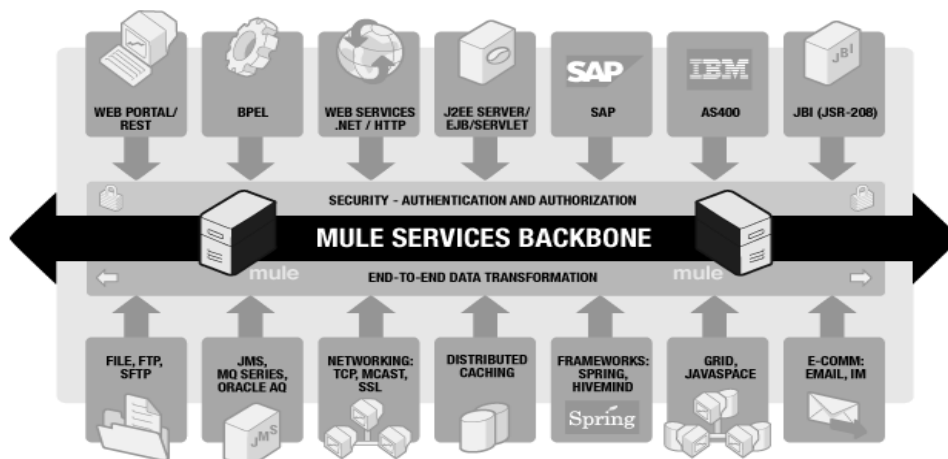 JBI
SAP
IBM
WEB PORTAL/
REST
BPEL
WEB SERVICES
.NET / HTTP
J2EE SERVER/
EJB/SERVLET
SAP
AS400
JBI (JSR-208)
SECURITY - AUTHENTICATION AND AUTHORIZATION
MULE SERVICES BACKBONE
mule
mule
END-TO-END DATA TRANSFORMATION
FILE, FTP,
SFTP
JMS,
MQ SERIES,
ORACLE AQ
JMS
NETWORKING:
TCP, MCAST,
SSL
DISTRIBUTED
CACHING
FRAMEWORKS:
SPRING,
HIVEMIND
Spring
GRID,
JAVASPACE
E-COMM:
EMAIL, IM